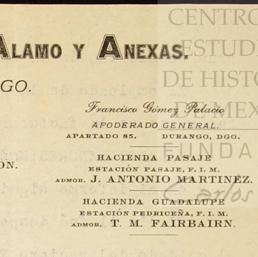 ALAMO Y ANEXAS.
CENTRO
ESTUD
GO.
DE HISTO
DE MEX
Francisco Gómez Palacio
APODERADO GENERAL.
APARTADO 85. DURANGO, DGO.
FUNDA
HACIENDA PASAJE
ON.
ESTACIÓN PASAJE, F. I. M.
ADMOR. J. ANTONIO MARTINEZ.
Carlos
HACIENDA GUADALUPE
ESTACIÓN PEDRICEÑA, F. I. M.
ADMOR. T. M. FAIRBAIRN.